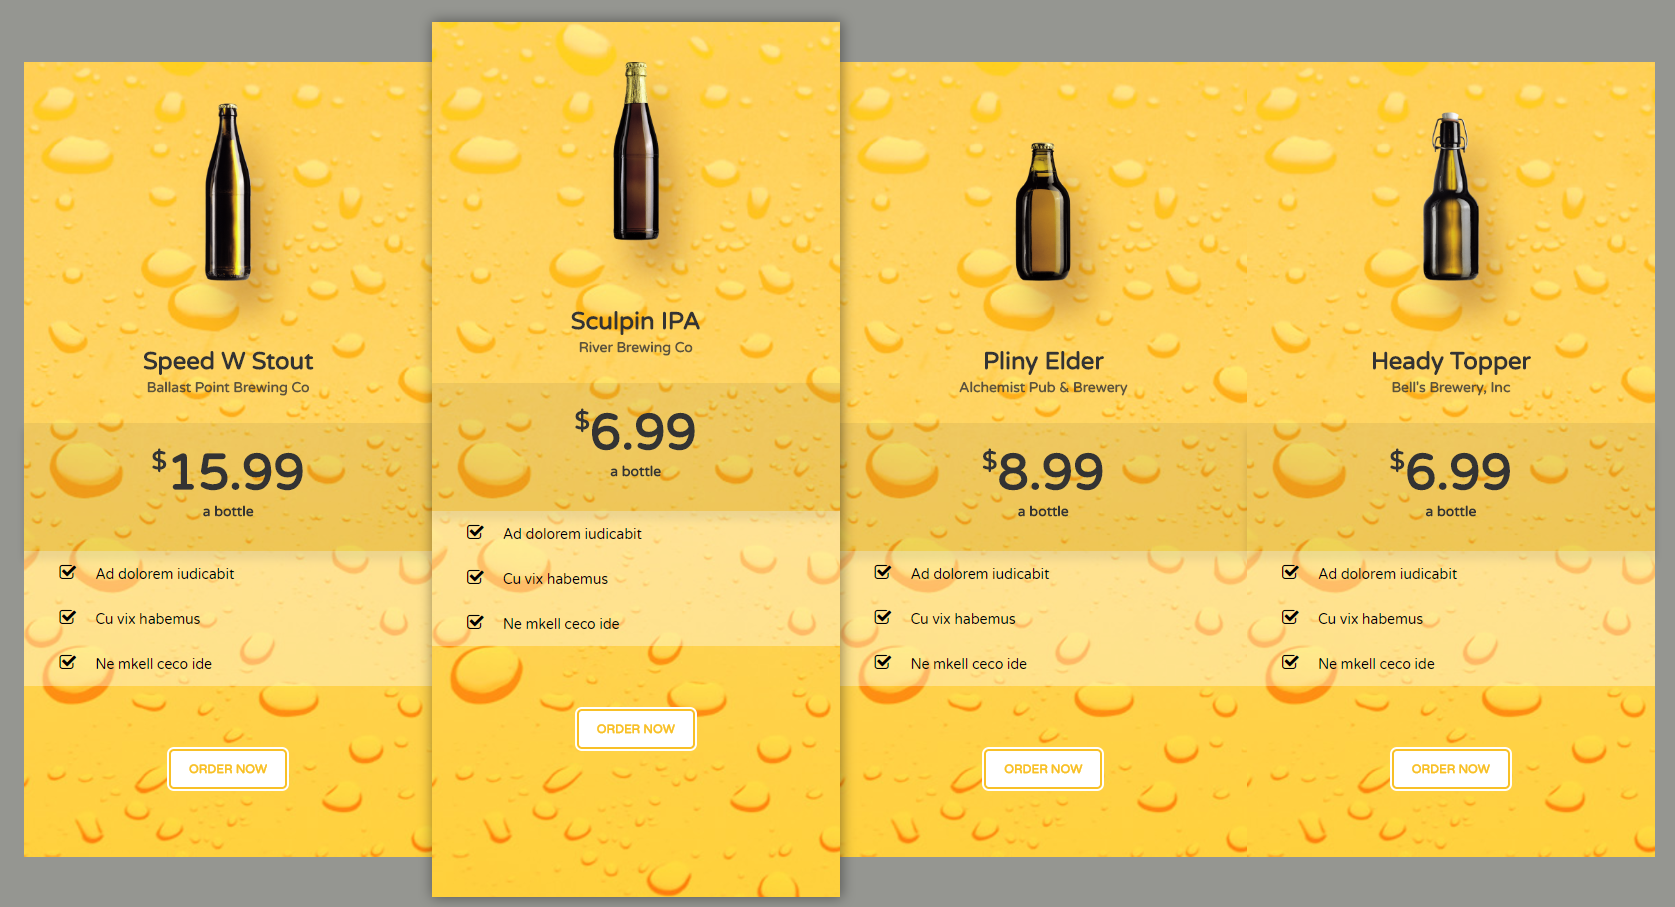 Speed W Stout
Ballast Point Brewing Co
$15.99
a bottle
Ad dolorem iudicabit
Cu vix habemus
Ne mkell ceco ide
ORDER NOW
Sculpin IPA
River Brewing Co
$6.99
a bottle
Ad dolorem iudicabit
Cu vix habemus
Ne mkell ceco ide
ORDER NOW
Pliny Elder
Alchemist Pub & Brewery
$8.99
a bottle
Ad dolorem iudicabit
Cu vix habemus
Ne mkell ceco ide
ORDER NOW
Heady Topper
Bell's Brewery, Inc
$6.99
a bottle
Ad dolorem iudicabit
Cu vix habemus
Ne mkell ceco ide
ORDER NOW